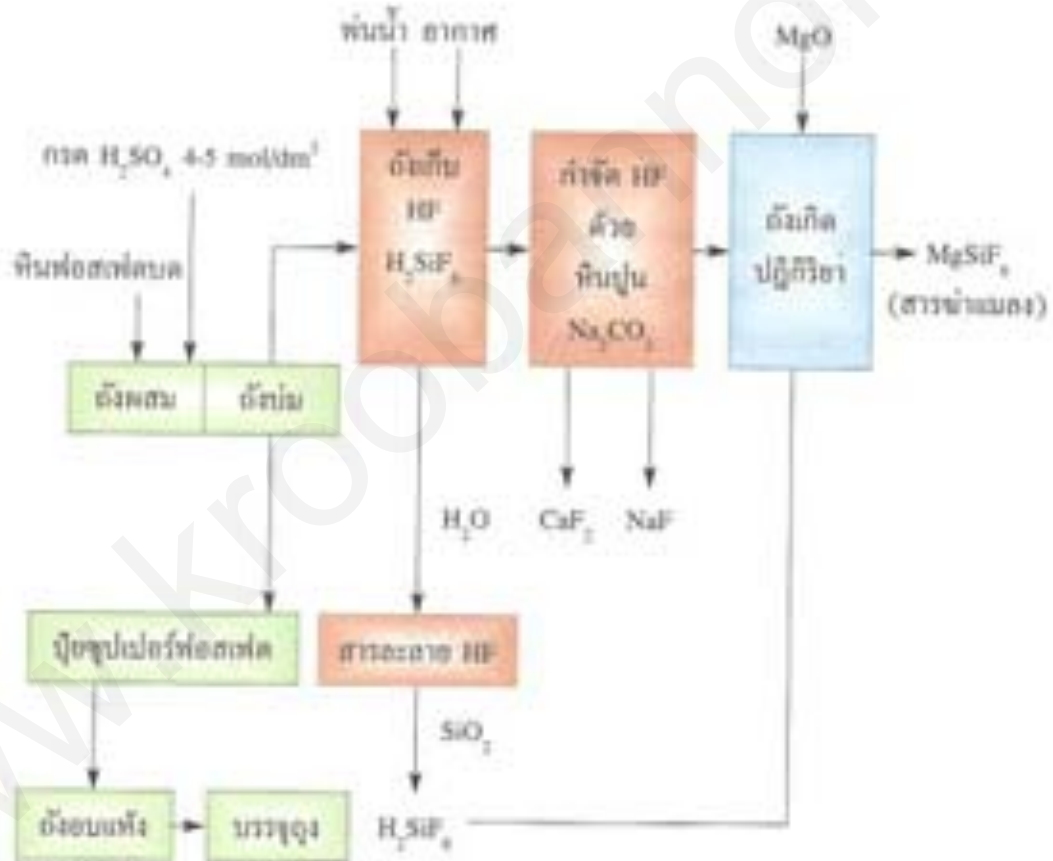 พ่นน้ำ อากาศ
MgO
กรด H₂SO₄ 4-5 mol/dm³
หินฟอสเฟตบด
ถังเก็บ
HF
H₂SiF₆
กำจัด HF
ด้วย
หินปูน
Na₂CO₃
ถังเกิด
ปฏิกิริยา
MgSiF₆
(สารฆ่าแมลง)
ถังผสม
ถังบ่ม
H₂O
CaF₂
NaF
ปุ๋ยซุปเปอร์ฟอสเฟต
สารละลาย HF
SiO₂
ถังอบแห้ง
บรรจุถุง
H₂SiF₆